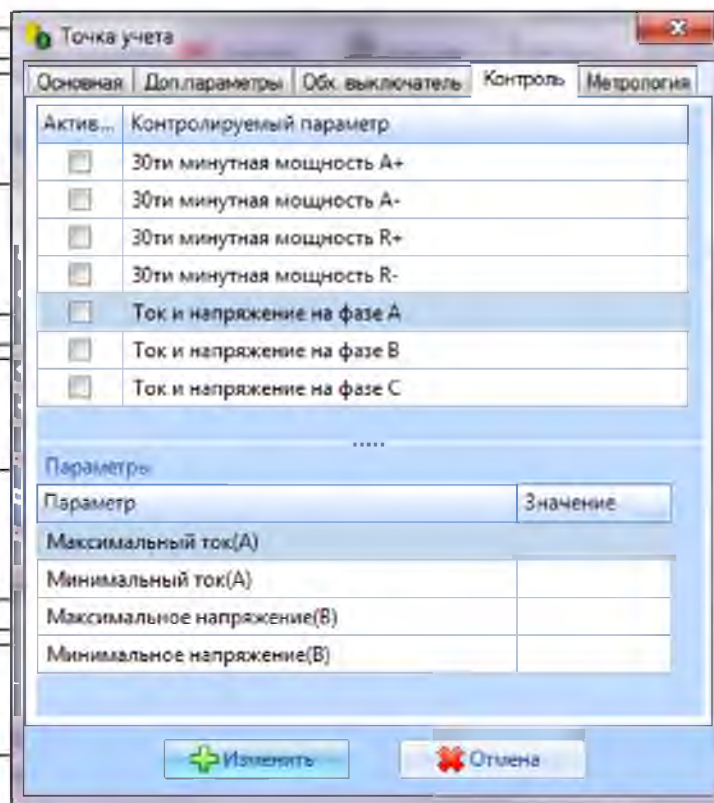 Точка учета
Основная Доп.параметры Обх. выключатель Контроль Метрология
Актив... Контролируемый параметр
30ти минутная мощность A+
30ти минутная мощность A-
30ти минутная мощность R+
30ти минутная мощность R-
Ток и напряжение на фазе A
Ток и напряжение на фазе B
Ток и напряжение на фазе C
Параметры
Параметр Значение
Максимальный ток(А)
Минимальный ток(А)
Максимальное напряжение(В)
Минимальное напряжение(В)
Изменить Отмена